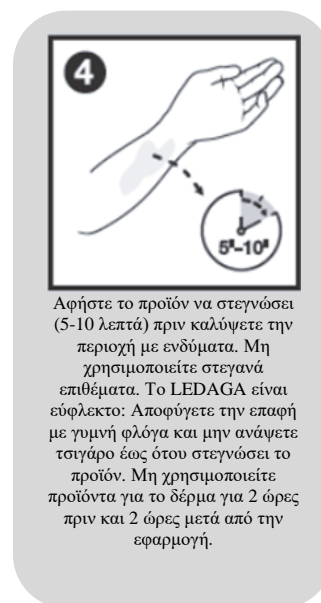 4
5'-10'
Αφήστε το προϊόν να στεγνώσει
(5-10 λεπτά) πριν καλύψετε την
περιοχή με ενδύματα. Μη
χρησιμοποιείτε στεγανά
επιθέματα. Το LEDAGA είναι
εύφλεκτο: Αποφύγετε την επαφή
με γυμνή φλόγα και μην ανάψετε
τσιγάρο έως ότου στεγνώσει το
προϊόν. Μη χρησιμοποιείτε
προϊόντα για το δέρμα για 2 ώρες
πριν και 2 ώρες μετά από την
εφαρμογή.